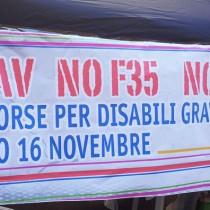 AV NO F35 NO
ORSE PER DISABILI GRA
O 16 NOVEMBRE